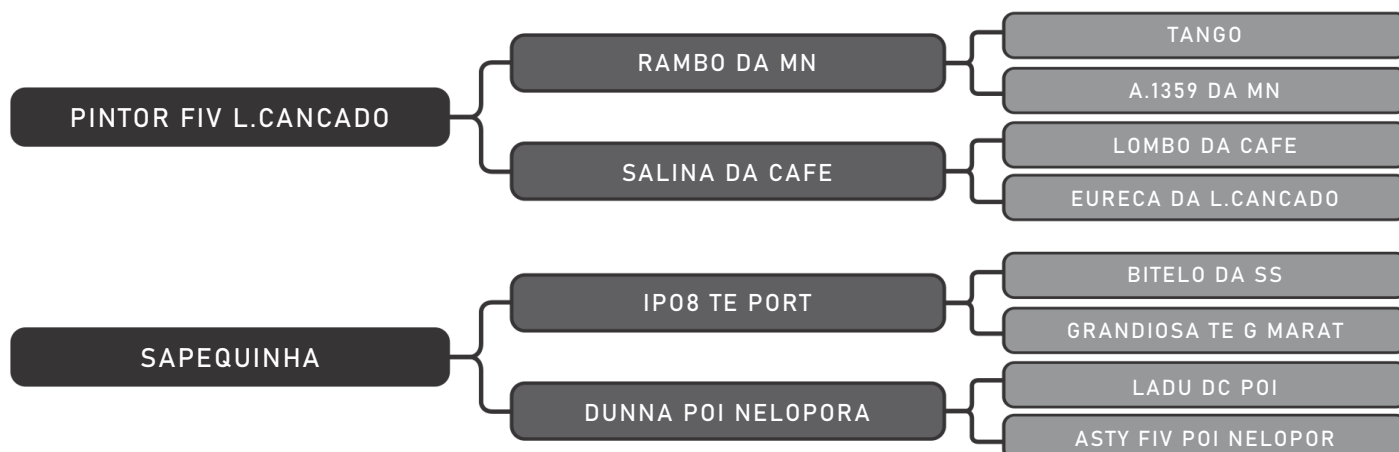 TANGO
RAMBO DA MN
A.1359 DA MN
PINTOR FIV L.CANCADO
LOMBO DA CAFE
SALINA DA CAFE
EURECA DA L.CANCADO
BITELO DA SS
IPO8 TE PORT
GRANDIOSA TE G MARAT
SAPEQUINHA
LADU DC POI
DUNNA POI NELOPORA
ASTY FIV POI NELOPOR